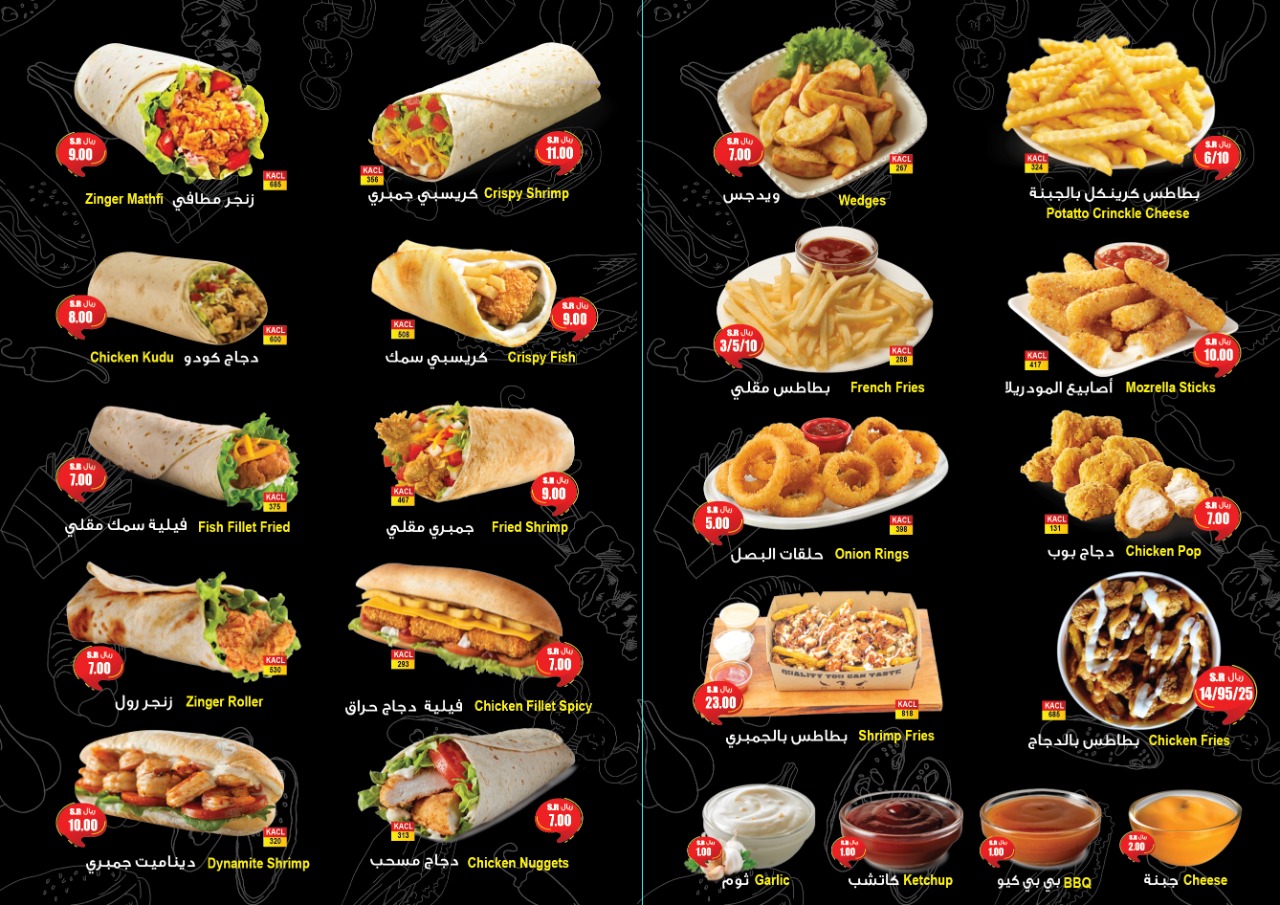 S.R ريال
9.00
KACL
685
Zinger Mathfi زنجر مطافي
S.R ريال
11.00
KACL
356
كريسبي جمبري Crispy Shrimp
S.R ريال
8.00
KACL
600
Chicken Kudu دجاج كودو
S.R ريال
9.00
KACL
508
كريسبي سمك Crispy Fish
S.R ريال
7.00
KACL
375
فيلية سمك مقلي Fish Fillet Fried
S.R ريال
9.00
KACL
467
جمبري مقلي Fried Shrimp
S.R ريال
7.00
KACL
530
زنجر رول Zinger Roller
S.R ريال
7.00
KACL
293
فيلية دجاج حراق Chicken Fillet Spicy
S.R ريال
10.00
KACL
320
ديناميت جمبري Dynamite Shrimp
S.R ريال
7.00
KACL
313
دجاج مسحب Chicken Nuggets
S.R ريال
7.00
KACL
267
ويدجس Wedges
S.R ريال
6/10
KACL
324
بطاطس كرينكل بالجبنة
Potatto Crinckle Cheese
S.R ريال
3/5/10
KACL
288
بطاطس مقلي French Fries
S.R ريال
10.00
KACL
417
أصابيع المودريلا Mozrella Sticks
S.R ريال
5.00
KACL
398
حلقات البصل Onion Rings
S.R ريال
7.00
KACL
131
دجاج بوب Chicken Pop
QUALITY YOU CAN TASTE
S.R ريال
23.00
KACL
818
بطاطس بالجمبري Shrimp Fries
S.R ريال
14/95/25
KACL
685
بطاطس بالدجاج Chicken Fries
S.R ريال
1.00
ثوم Garlic
S.R ريال
1.00
كاتشب Ketchup
S.R ريال
1.00
بي بي كيو BBQ
S.R ريال
2.00
جبنة Cheese